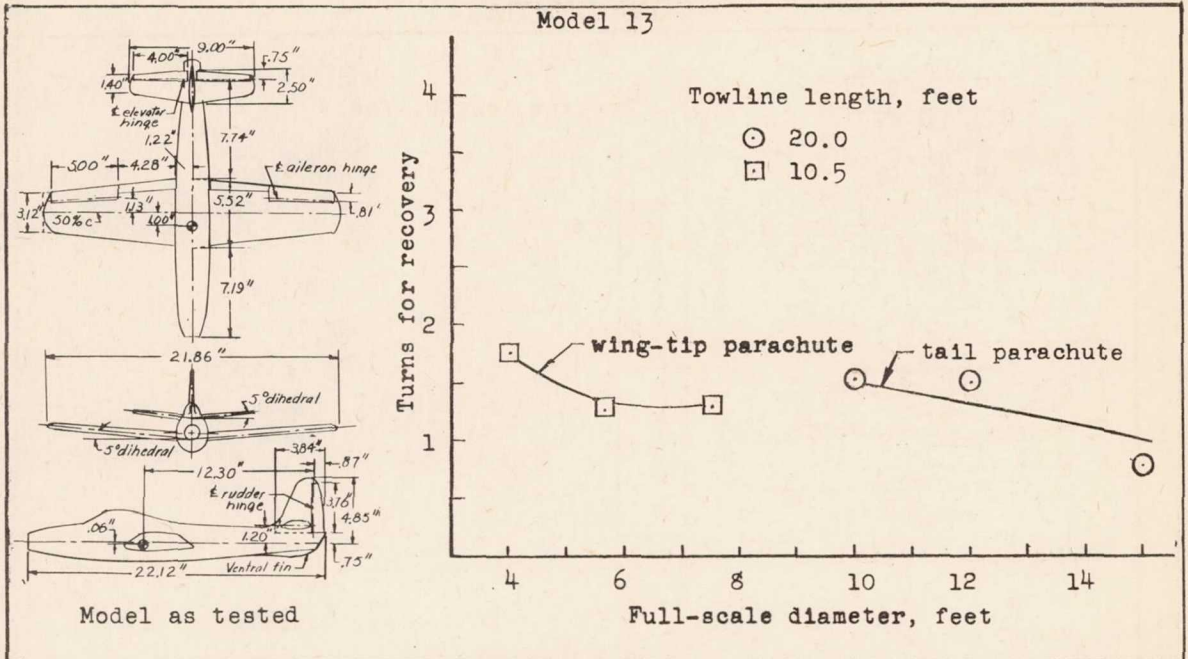 Model 13
4.00"
9.00"
.75"
1.40"
2.50"
℄ elevator
hinge
1.22"
7.74"
5.00"
4.28"
℄ aileron hinge
3.12"
50% c
1.13"
1.00"
5.52"
.81'
7.19"
21.86"
5° dihedral
5° dihedral
3.84"
.87"
12.30"
℄ rudder
hinge
3.16"
4.85"
.06"
1.20"
.75"
Ventral fin
22.12"
Model as tested
Turns for recovery
4
3
2
1
Towline length, feet
20.0
10.5
wing-tip parachute
tail parachute
4 6 8 10 12 14
Full-scale diameter, feet